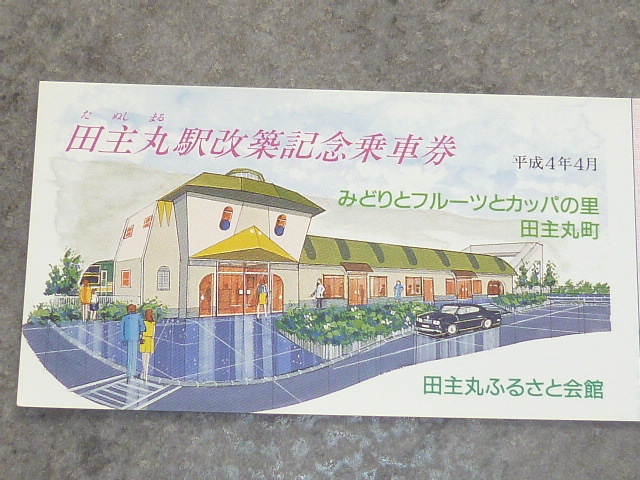 た ぬし まる
田主丸駅改築記念乗車券
平成4年4月
みどりとフルーツとカッパの里
田主丸町
田主丸ふるさと会館